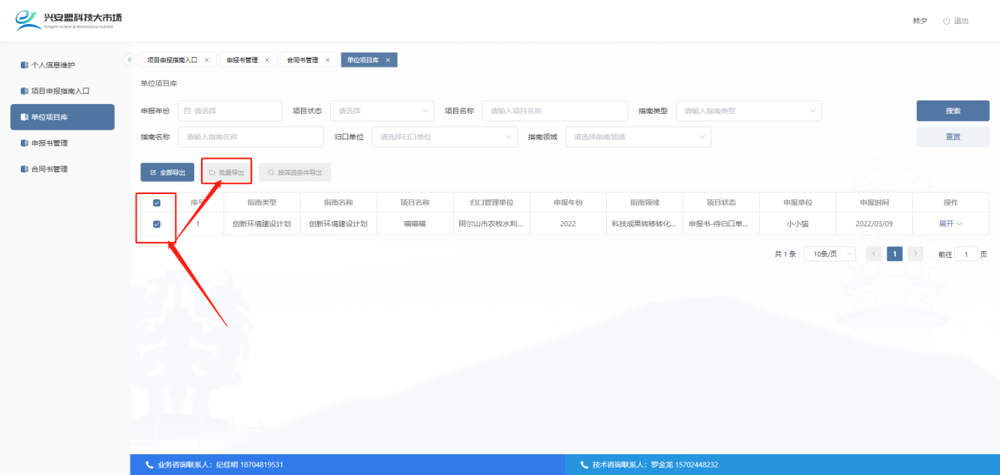 兴安盟科技大市场
XingAn sciece & technolocy market
林夕 退出
个人信息维护
项目申报指南入口
单位项目库
申报书管理
合同书管理
项目申报指南入口 × 申报书管理 × 合同书管理 × 单位项目库 ×
单位项目库
申报年份 请选择 项目状态 请选择 项目名称 请输入项目名称 指南类型 请输入指南类型 搜索
指南名称 请输入指南名称 归口单位 请选择归口单位 指南领域 请选择指南领域 重置
全部导出 批量导出 按筛选条件导出
序号 指南类型 指南名称 项目名称 归口管理单位 申报年份 指南领域 项目状态 申报单位 申报时间 操作
1 创新环境建设计划 创新环境建设计划 喵喵喵 阿尔山市农牧水利... 2022 科技成果转移转化... 申报书-待归口单... 小小猫 2022/03/09 展开
共 1 条 10条/页 1 前往 1 页
业务咨询联系人：纪佳明 18704819531 技术咨询联系人：罗金龙 15702448232